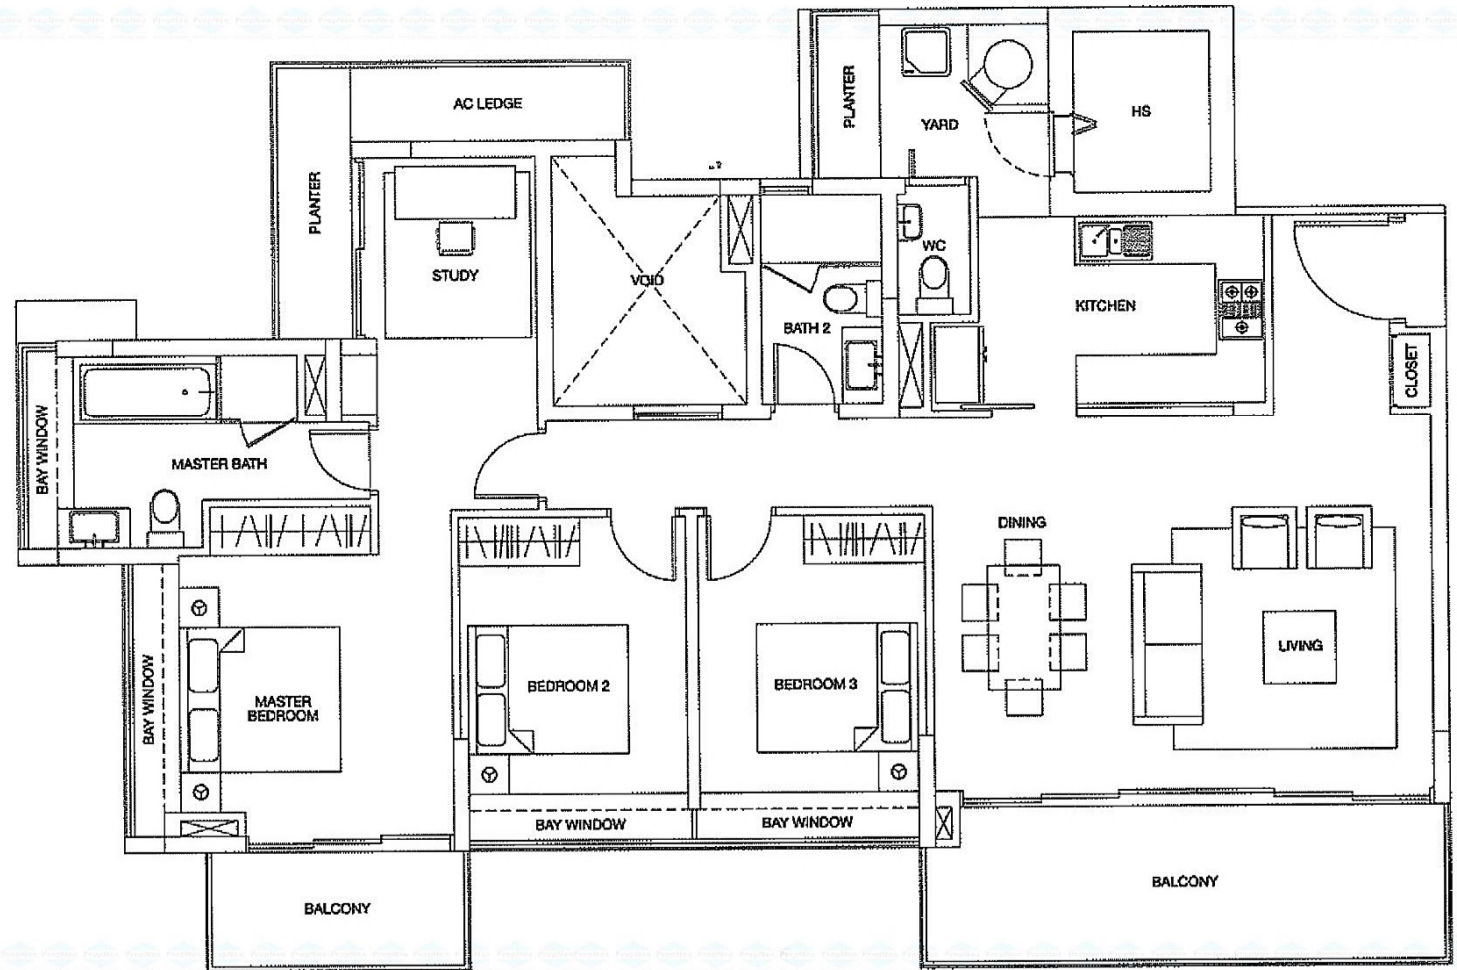 AC LEDGE
PLANTER
HS
YARD
PLANTER
WC
STUDY
VOID
KITCHEN
BATH 2
CLOSET
BAY WINDOW
MASTER BATH
DINING
LIVING
BAY WINDOW
MASTER
BEDROOM
BEDROOM 2
BEDROOM 3
BAY WINDOW
BAY WINDOW
BALCONY
BALCONY